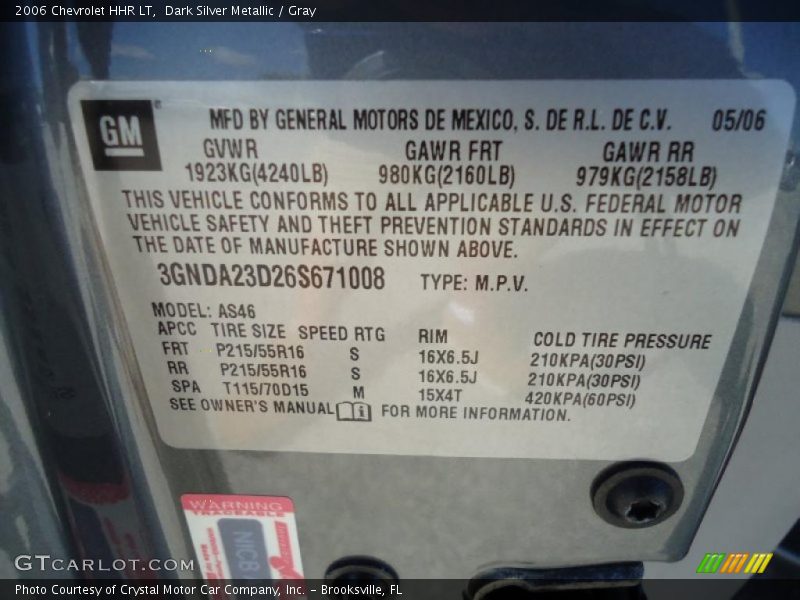 2006 Chevrolet HHR LT, Dark Silver Metallic / Gray
GM MFD BY GENERAL MOTORS DE MEXICO, S. DE R.L. DE C.V. 05/06
GVWR GAWR FRT GAWR RR
1923KG(4240LB) 980KG(2160LB) 979KG(2158LB)
THIS VEHICLE CONFORMS TO ALL APPLICABLE U.S. FEDERAL MOTOR
VEHICLE SAFETY AND THEFT PREVENTION STANDARDS IN EFFECT ON
THE DATE OF MANUFACTURE SHOWN ABOVE.
3GNDA23D26S671008 TYPE: M.P.V.
MODEL: AS46
APCC TIRE SIZE SPEED RTG RIM COLD TIRE PRESSURE
FRT P215/55R16 S 16X6.5J 210KPA(30PSI)
RR P215/55R16 S 16X6.5J 210KPA(30PSI)
SPA T115/70D15 M 15X4T 420KPA(60PSI)
SEE OWNER'S MANUAL FOR MORE INFORMATION.
WARNING
TRACEABLE
NICB
GTCARLOT.COM
Photo Courtesy of Crystal Motor Car Company, Inc. - Brooksville, FL